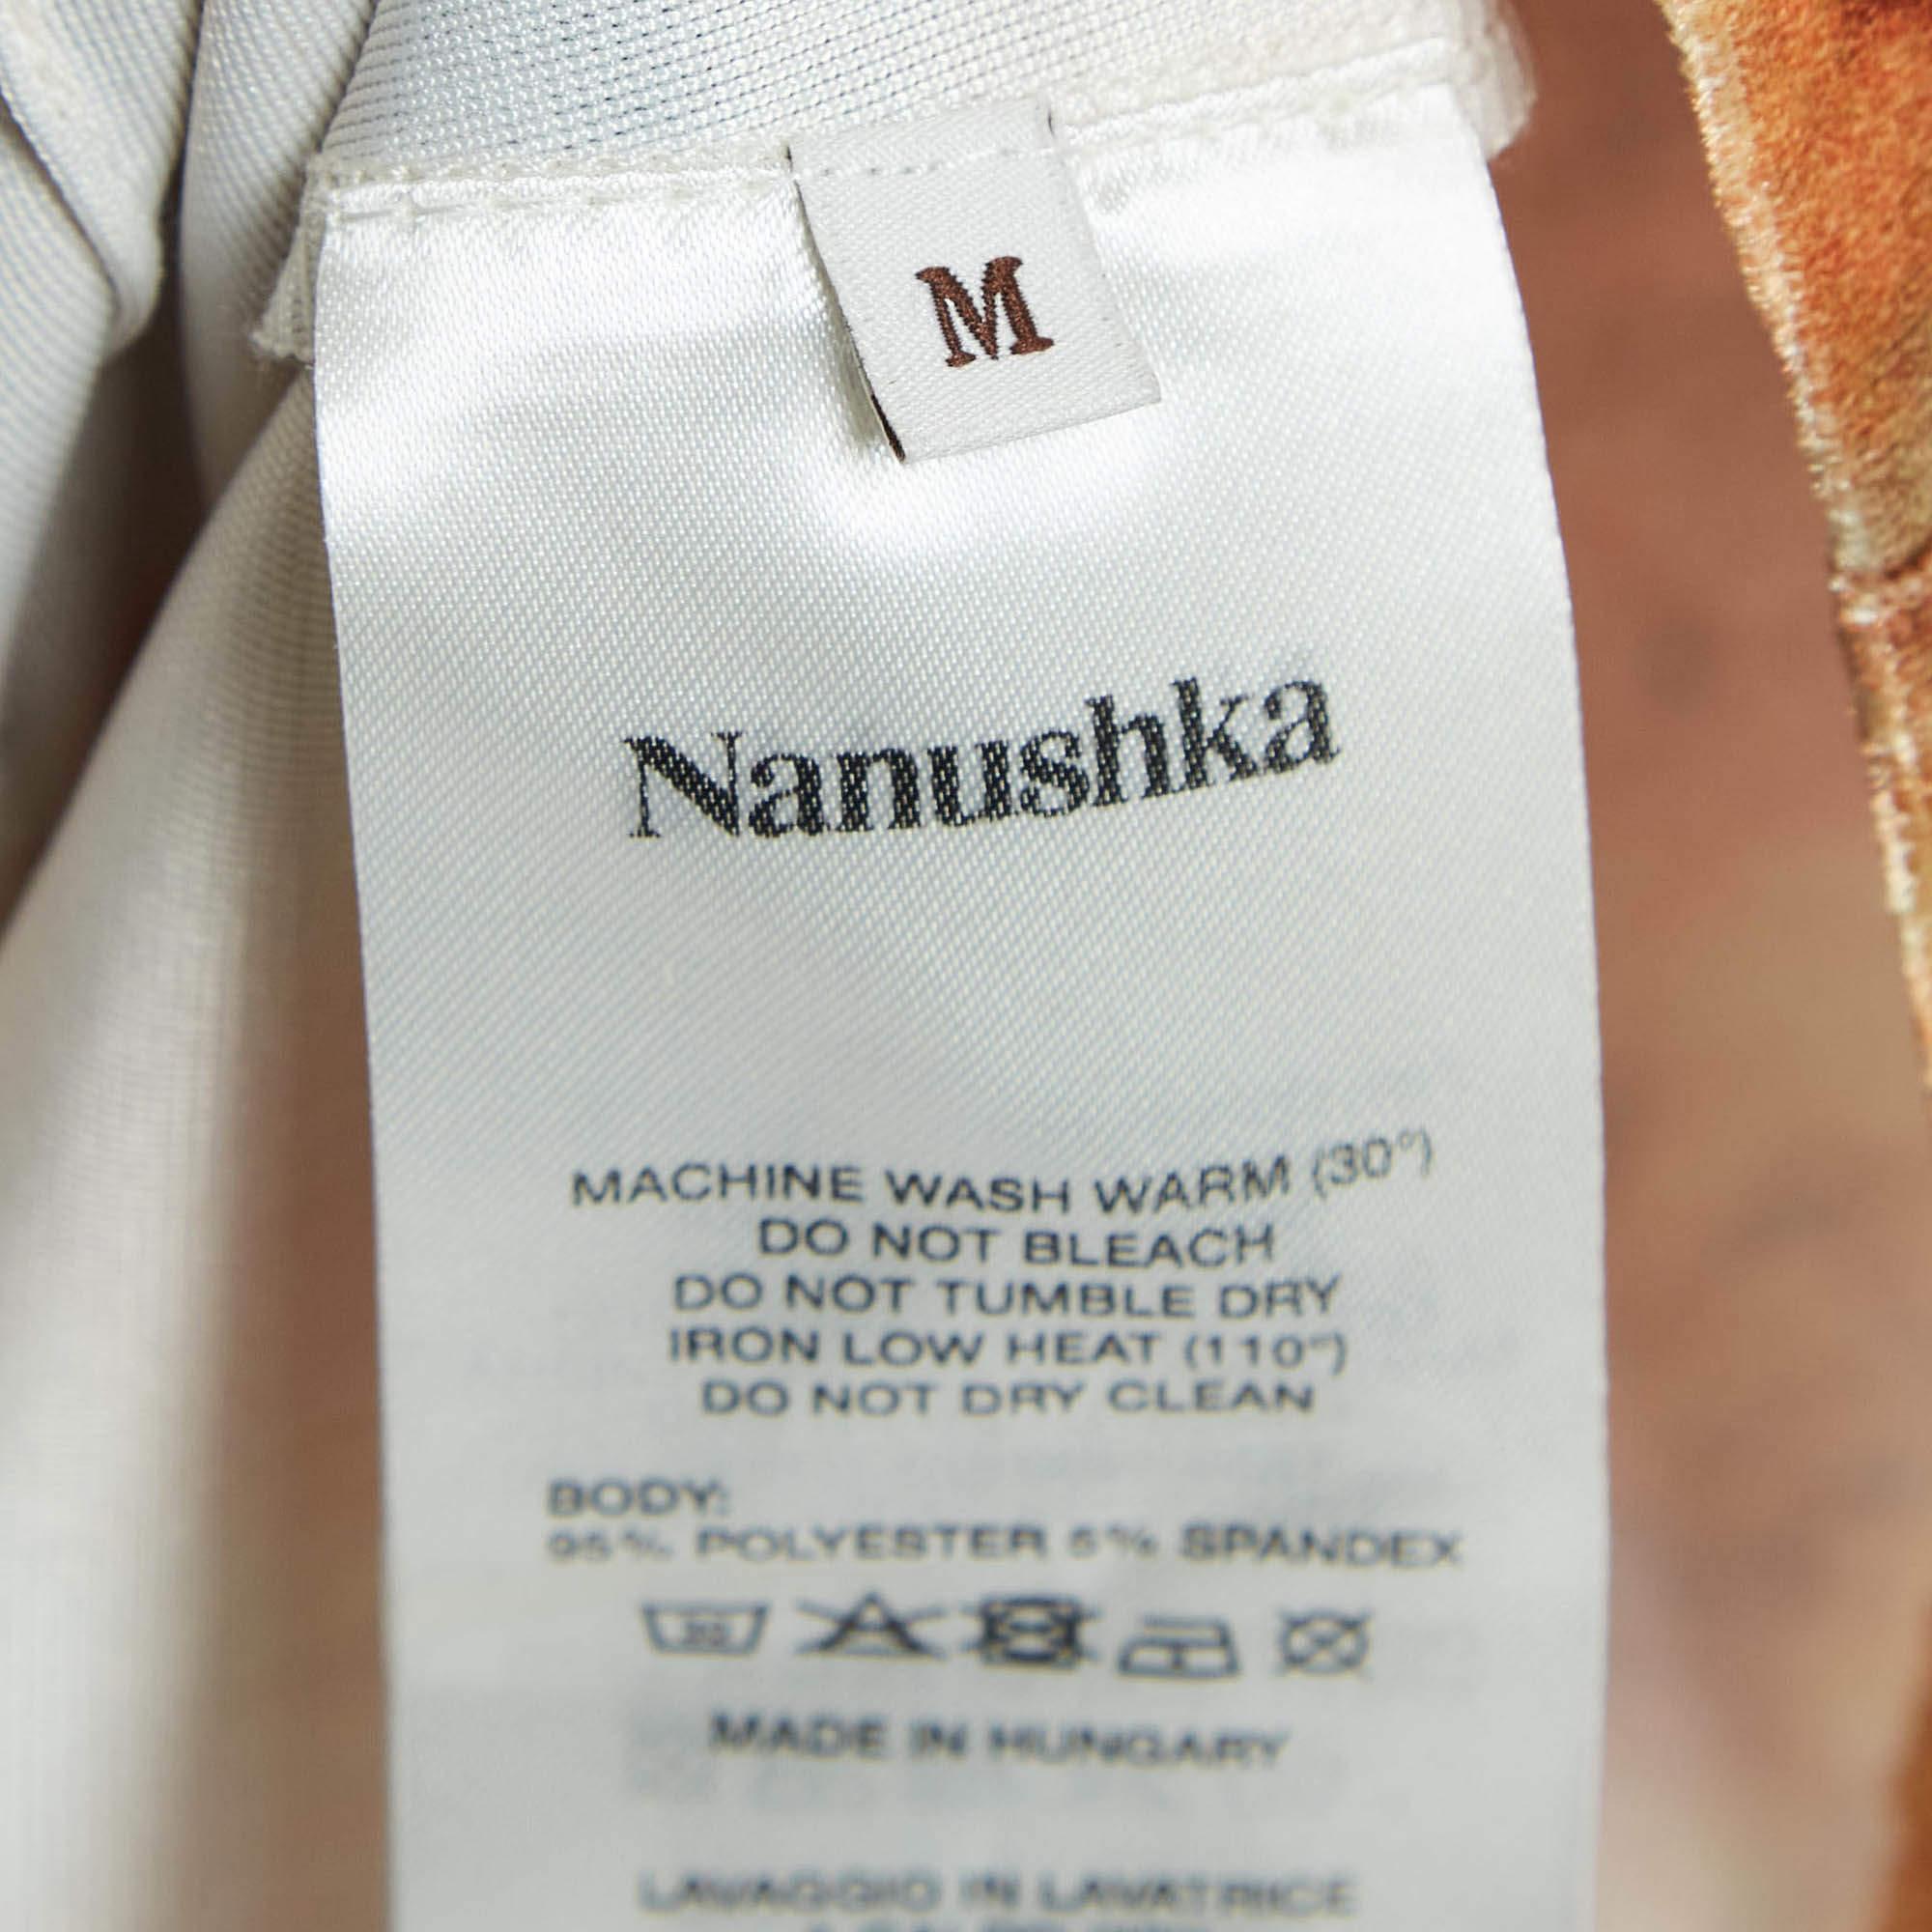 M
Nanushka
MACHINE WASH WARM (30°)
DO NOT BLEACH
DO NOT TUMBLE DRY
IRON LOW HEAT (110°)
DO NOT DRY CLEAN
BODY:
95% POLYESTER 5% SPANDEX
30
MADE IN HUNGARY
LAVAGGIO IN LAVATRICE